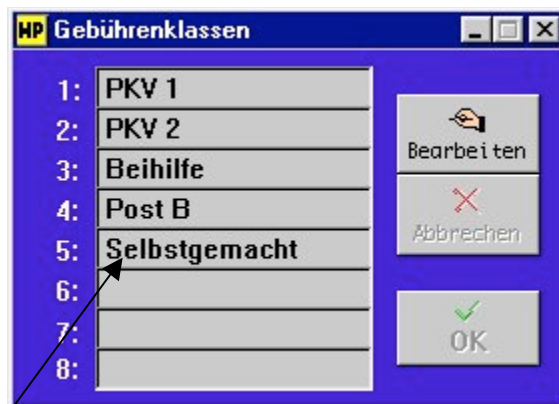 HP Gebührenklassen
1: PKV 1
2: PKV 2
3: Beihilfe
4: Post B
5: Selbstgemacht
6:
7:
8:
Bearbeiten
Abbrechen
OK